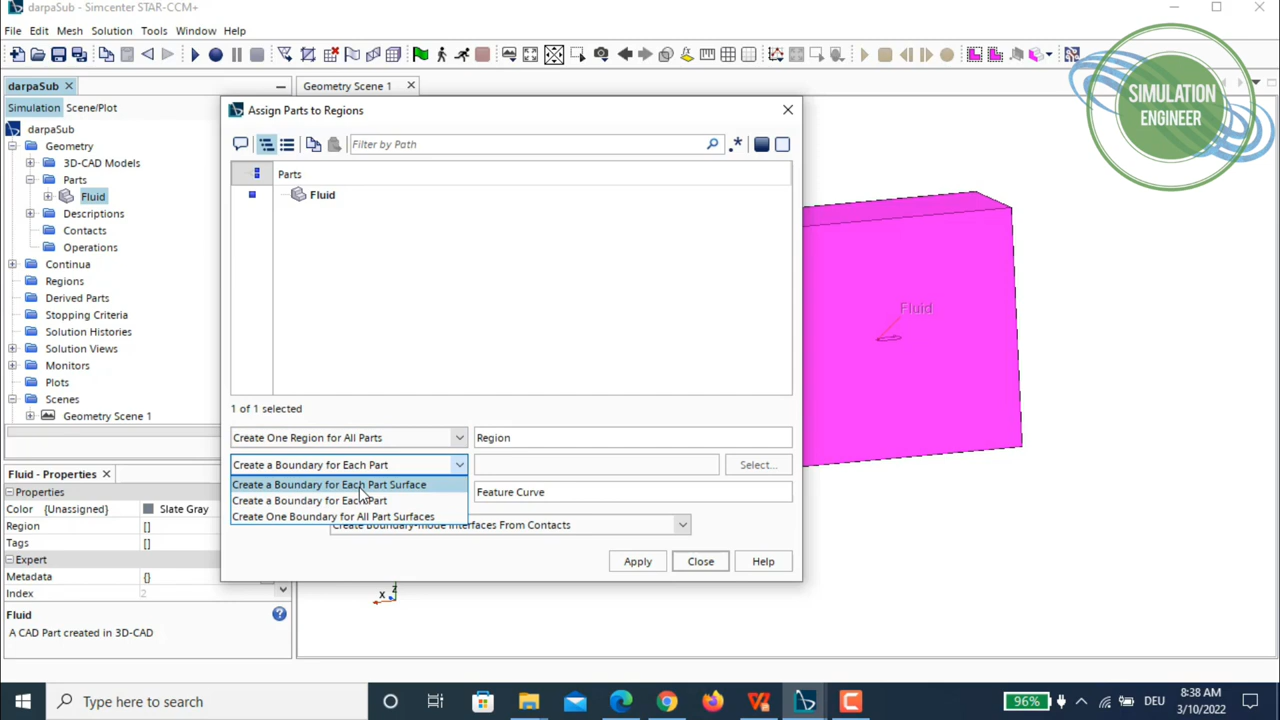 darpaSub - Simcenter STAR-CCM+
File Edit Mesh Solution Tools Window Help
darpaSub
Geometry Scene 1
Simulation Scene/Plot
darpaSub
Geometry
3D-CAD Models
Parts
Fluid
Descriptions
Contacts
Operations
Continua
Regions
Derived Parts
Stopping Criteria
Solution Histories
Solution Views
Monitors
Plots
Scenes
Geometry Scene 1
Fluid - Properties
Properties
Color {Unassigned} Slate Gray
Region []
Tags []
Expert
Metadata {}
Index 2
Fluid
A CAD Part created in 3D-CAD
Assign Parts to Regions
Filter by Path
Parts
Fluid
1 of 1 selected
Create One Region for All Parts
Region
Create a Boundary for Each Part
Select...
Create a Boundary for Each Part Surface
Create a Boundary for Each Part
Create One Boundary for All Part Surfaces
Feature Curve
Create Boundary-mode Interfaces From Contacts
Apply Close Help
Fluid
X Z
SIMULATION
ENGINEER
Type here to search
96%
DEU
8:38 AM
3/10/2022